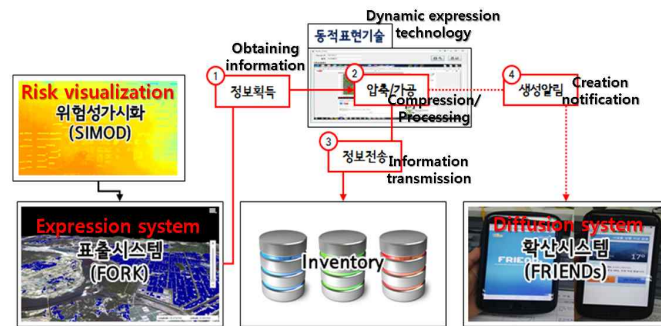 Dynamic expression
technology
동적표현기술
Obtaining
information
1
정보획득
2
압축/가공
Compression/
Processing
4
생성알림
Creation
notification
Risk visualization
위험성가시화
(SIMOD)
3
정보전송
Information
transmission
Expression system
표출시스템
(FORK)
Inventory
Diffusion system
확산시스템
(FRIENDs)
FRIEN
17°